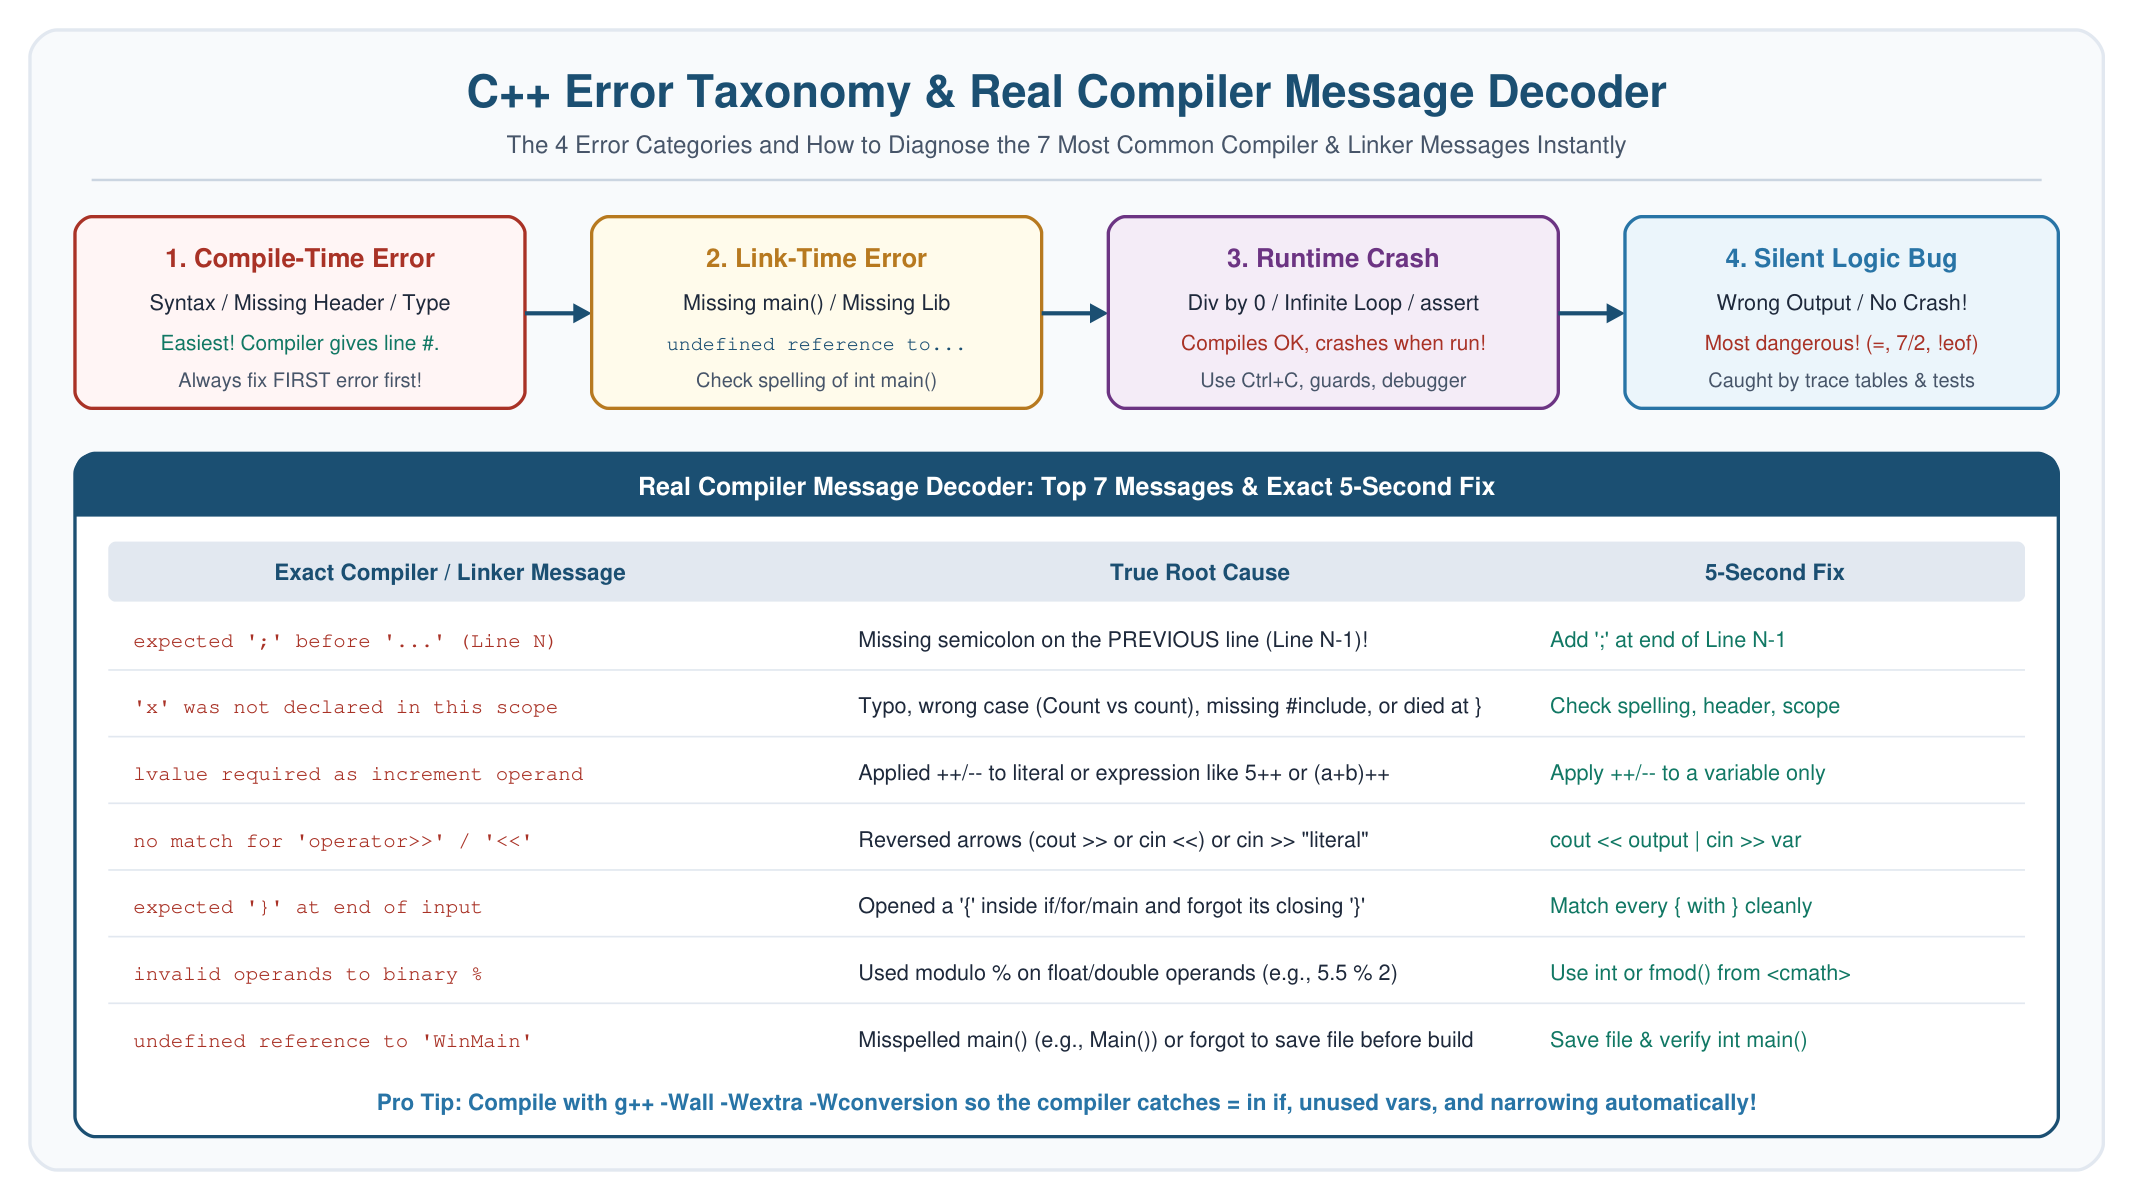 C++ Error Taxonomy & Real Compiler Message Decoder
The 4 Error Categories and How to Diagnose the 7 Most Common Compiler & Linker Messages Instantly
1. Compile-Time Error
Syntax / Missing Header / Type
Easiest! Compiler gives line #.
Always fix FIRST error first!
2. Link-Time Error
Missing main() / Missing Lib
undefined reference to...
Check spelling of int main()
3. Runtime Crash
Div by 0 / Infinite Loop / assert
Compiles OK, crashes when run!
Use Ctrl+C, guards, debugger
4. Silent Logic Bug
Wrong Output / No Crash!
Most dangerous! (=, 7/2, !eof)
Caught by trace tables & tests
Real Compiler Message Decoder: Top 7 Messages & Exact 5-Second Fix
Exact Compiler / Linker Message True Root Cause 5-Second Fix
expected ';' before '...' (Line N) Missing semicolon on the PREVIOUS line (Line N-1)! Add ';' at end of Line N-1
'x' was not declared in this scope Typo, wrong case (Count vs count), missing #include, or died at } Check spelling, header, scope
lvalue required as increment operand Applied ++/-- to literal or expression like 5++ or (a+b)++ Apply ++/-- to a variable only
no match for 'operator>>' / '<<' Reversed arrows (cout >> or cin <<) or cin >> "literal" cout << output | cin >> var
expected '}' at end of input Opened a '{' inside if/for/main and forgot its closing '}' Match every { with } cleanly
invalid operands to binary % Used modulo % on float/double operands (e.g., 5.5 % 2) Use int or fmod() from <cmath>
undefined reference to 'WinMain' Misspelled main() (e.g., Main()) or forgot to save file before build Save file & verify int main()
Pro Tip: Compile with g++ -Wall -Wextra -Wconversion so the compiler catches = in if, unused vars, and narrowing automatically!